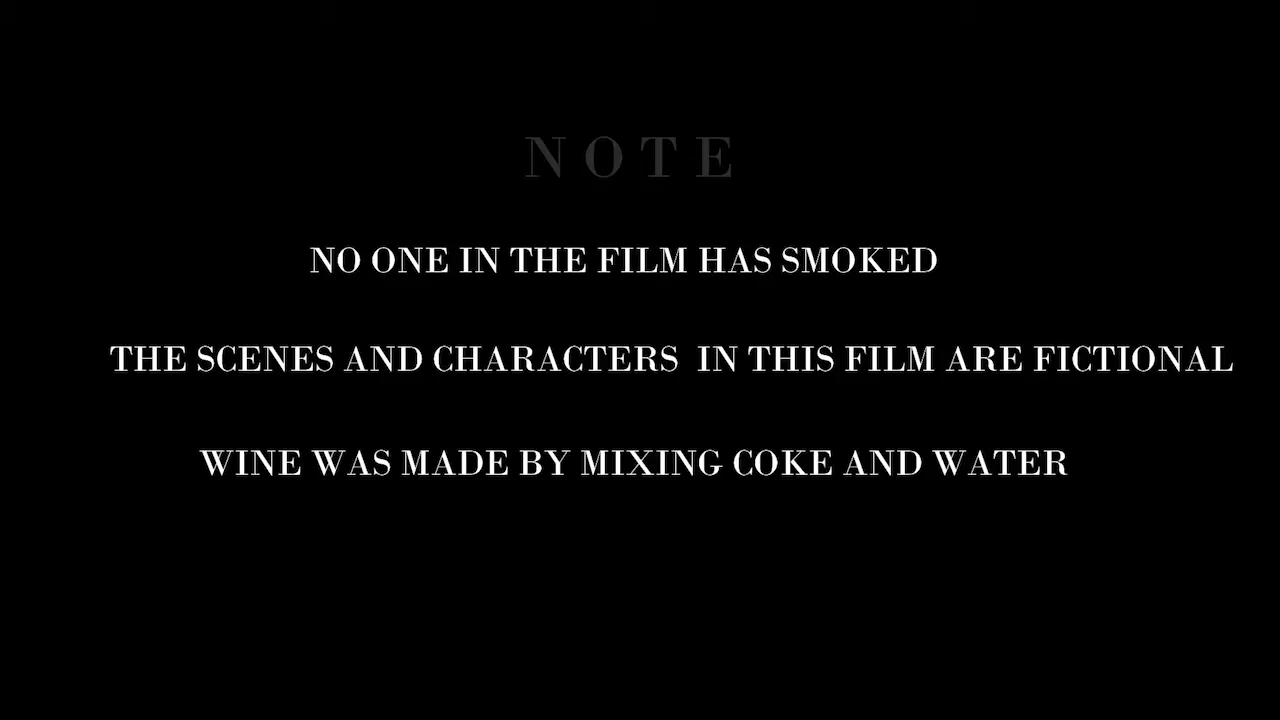 NOTE
NO ONE IN THE FILM HAS SMOKED
THE SCENES AND CHARACTERS IN THIS FILM ARE FICTIONAL
WINE WAS MADE BY MIXING COKE AND WATER